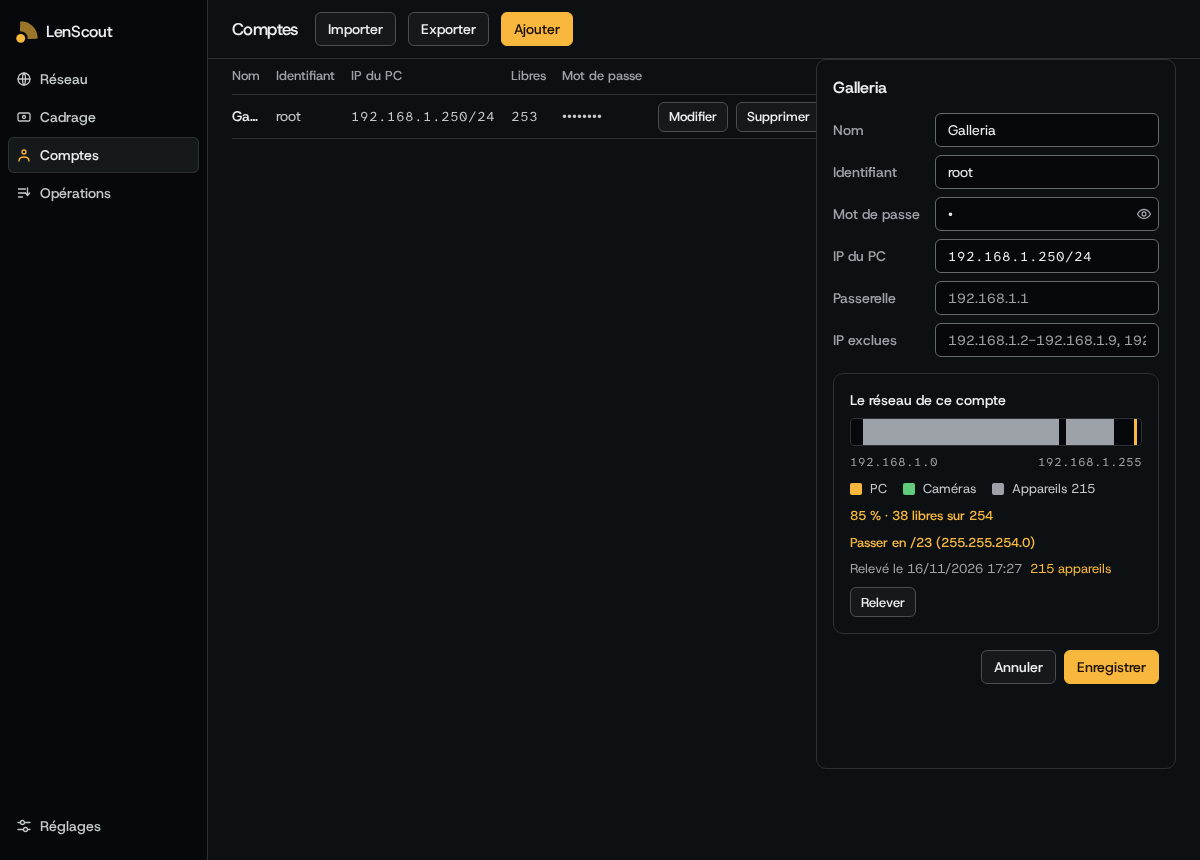 LenScout
Réseau
Cadrage
Comptes
Opérations
Réglages
Comptes Importer Exporter Ajouter
Nom Identifiant IP du PC Libres Mot de passe
Ga… root 192.168.1.250/24 253 •••••••• Modifier Supprimer
Galleria
Nom Galleria
Identifiant root
Mot de passe •
IP du PC 192.168.1.250/24
Passerelle 192.168.1.1
IP exclues 192.168.1.2-192.168.1.9, 192
Le réseau de ce compte
192.168.1.0 192.168.1.255
PC Caméras Appareils 215
85 % · 38 libres sur 254
Passer en /23 (255.255.254.0)
Relevé le 16/11/2026 17:27 215 appareils
Relever
Annuler Enregistrer